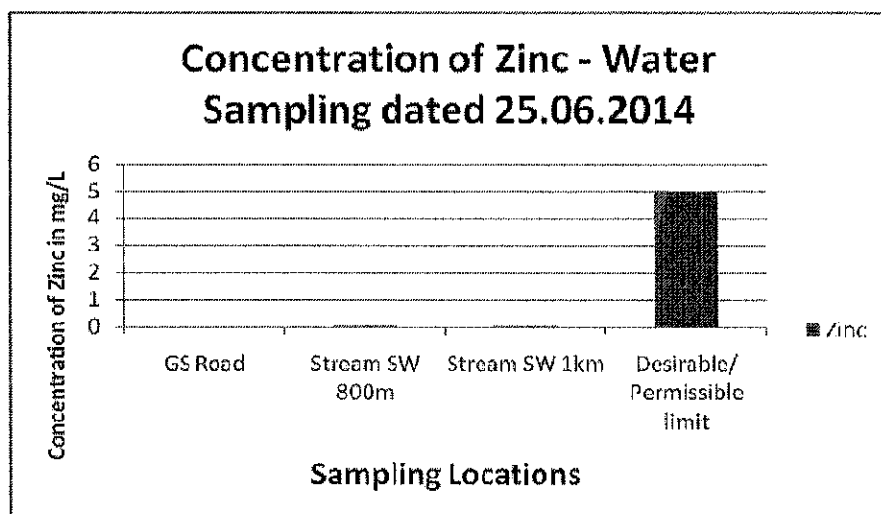 Concentration of Zinc - Water
Sampling dated 25.06.2014
Concentration of Zinc in mg/L
6
5
4
3
2
1
0
GS Road
Stream SW
800m
Stream SW 1km
Desirable/
Permissible
limit
Zinc
Sampling Locations